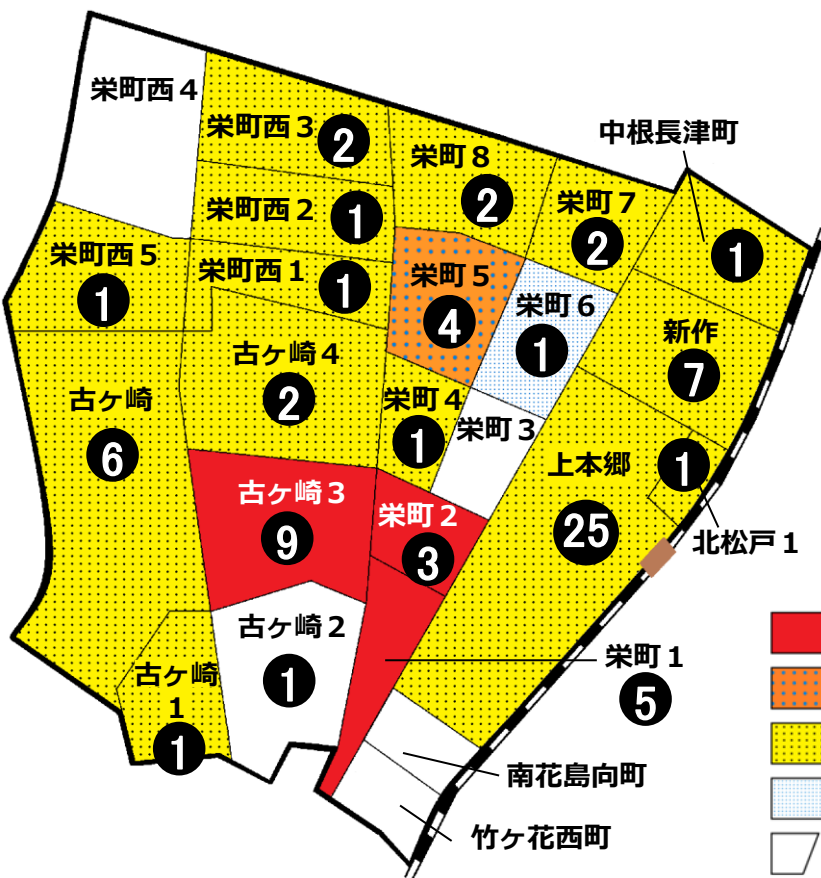 栄町西４
栄町西３
2
栄町８
2
中根長津町
1
栄町西２
1
栄町７
2
栄町西５
1
栄町西１
1
栄町５
4
栄町６
1
新作
7
古ヶ崎４
2
古ヶ崎
6
栄町４
1
栄町３
上本郷
25
1
北松戸１
古ヶ崎３
9
栄町２
3
古ヶ崎２
1
栄町１
5
古ヶ崎
1
1
南花島向町
竹ヶ花西町